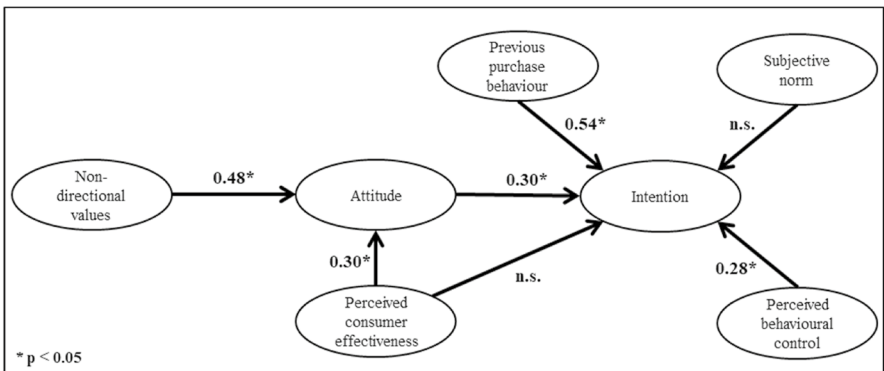 Previous
purchase
behaviour
Subjective
norm
0.54*
n.s.
Non-
directional
values
0.48*
Attitude
0.30*
Intention
0.30*
n.s.
0.28*
Perceived
consumer
effectiveness
Perceived
behavioural
control
* p < 0.05